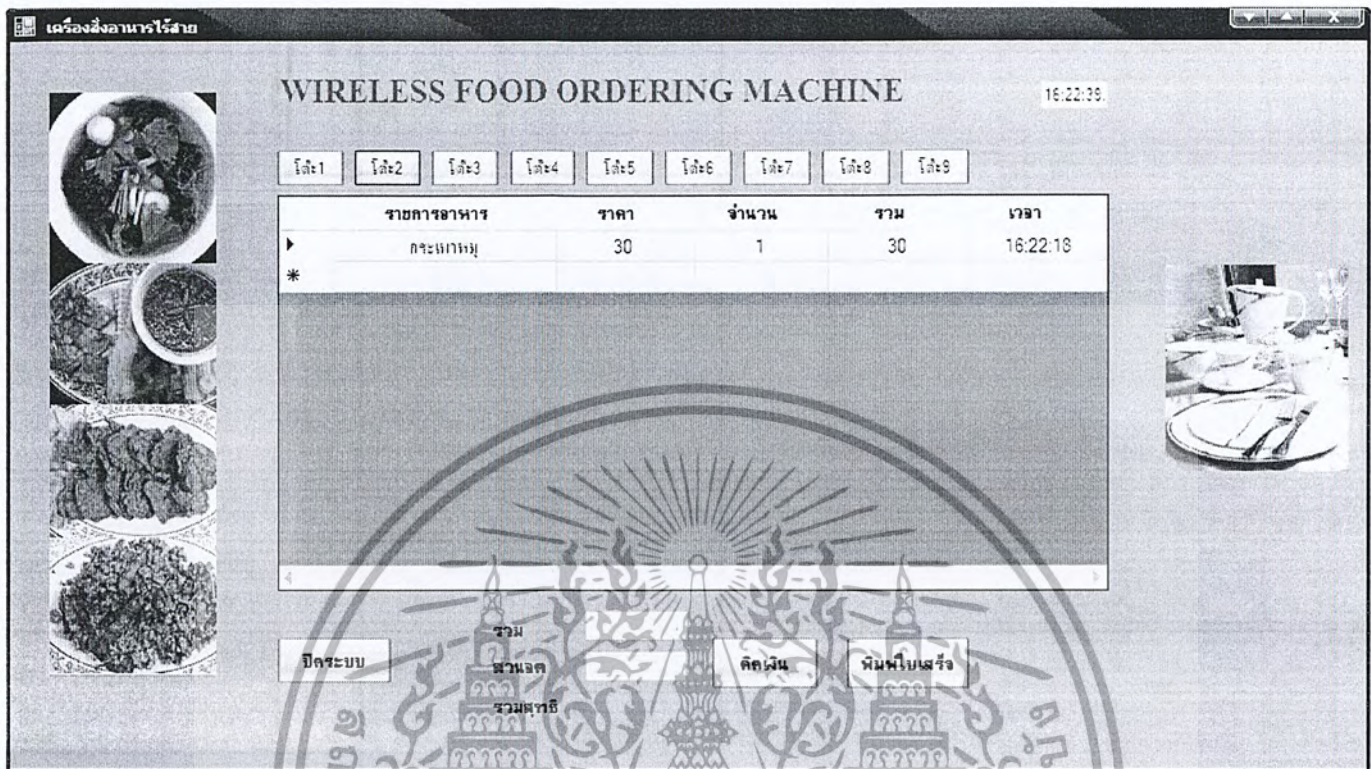 เครื่องสั่งอาหารไร้สาย
WIRELESS FOOD ORDERING MACHINE
16:22:39
โต๊ะ1 โต๊ะ2 โต๊ะ3 โต๊ะ4 โต๊ะ5 โต๊ะ6 โต๊ะ7 โต๊ะ8 โต๊ะ9
รายการอาหาร ราคา จำนวน รวม เวลา
กระเพาหมู 30 1 30 16:22:18
รวม
ปิดระบบ ส่วนลด คิดเงิน พิมพ์ใบเสร็จ
รวมสุทธิ